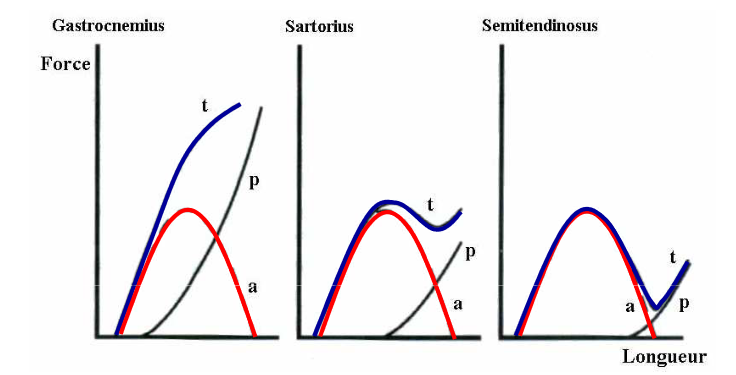 Gastrocnemius
Sartorius
Semitendinosus
Force
t
p
a
t
p
a
t
a
p
Longueur